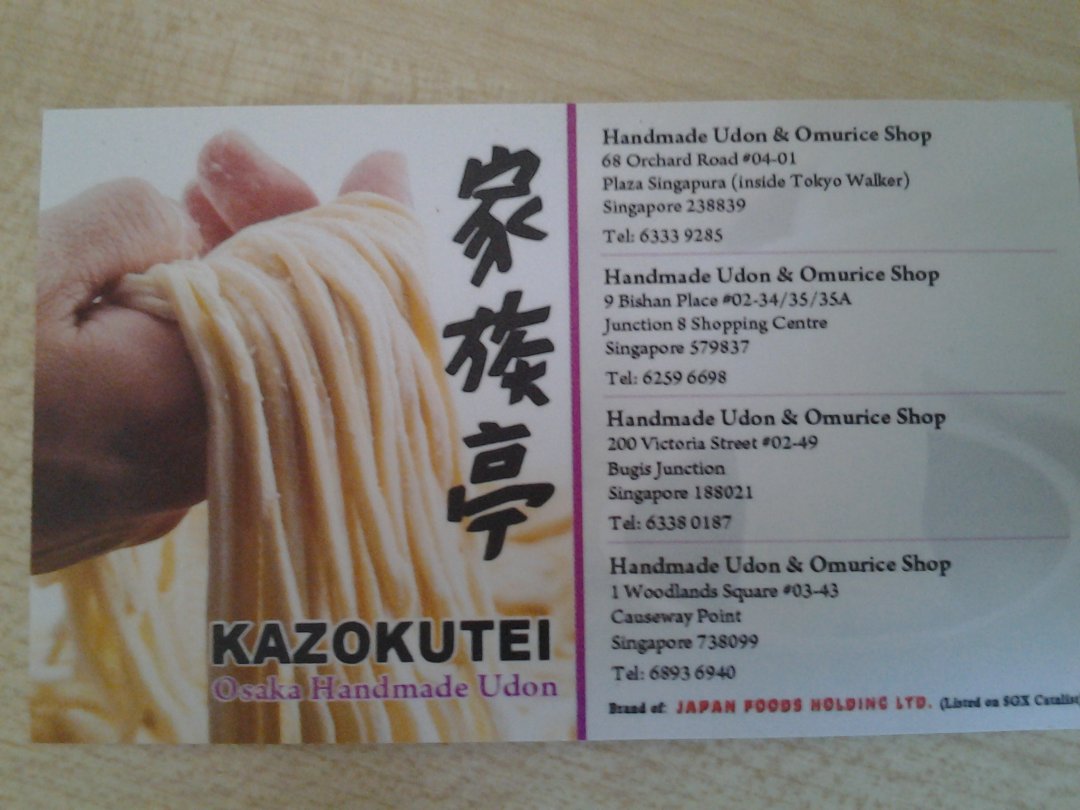 家族亭
KAZOKUTEI
Osaka Handmade Udon
Handmade Udon & Omurice Shop
68 Orchard Road #04-01
Plaza Singapura (inside Tokyo Walker)
Singapore 238839
Tel: 6333 9285
Handmade Udon & Omurice Shop
9 Bishan Place #02-34/35/35A
Junction 8 Shopping Centre
Singapore 579837
Tel: 6259 6698
Handmade Udon & Omurice Shop
200 Victoria Street #02-49
Bugis Junction
Singapore 188021
Tel: 6338 0187
Handmade Udon & Omurice Shop
1 Woodlands Square #03-43
Causeway Point
Singapore 738099
Tel: 6893 6940
Brand of: JAPAN FOODS HOLDING LTD. (Listed on SGX Catalist)